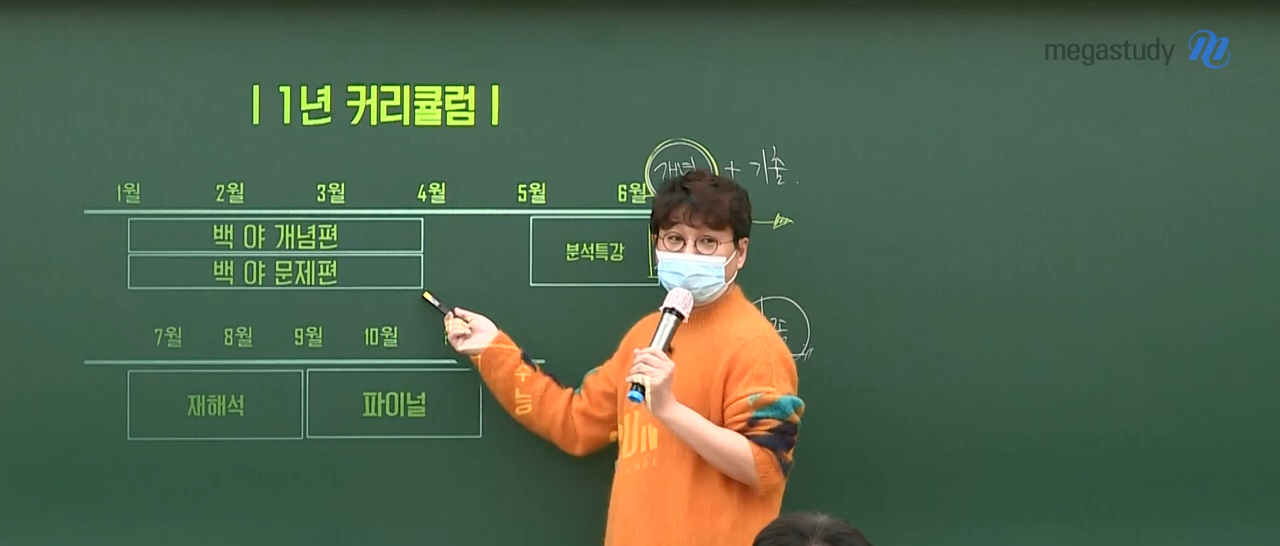 megastudy
| 1년 커리큘럼 |
개념 + 기출.
1월 2월 3월 4월 5월 6월
백 야 개념편
분석특강
백 야 문제편
7월 8월 9월 10월
재해석 파이널
수능